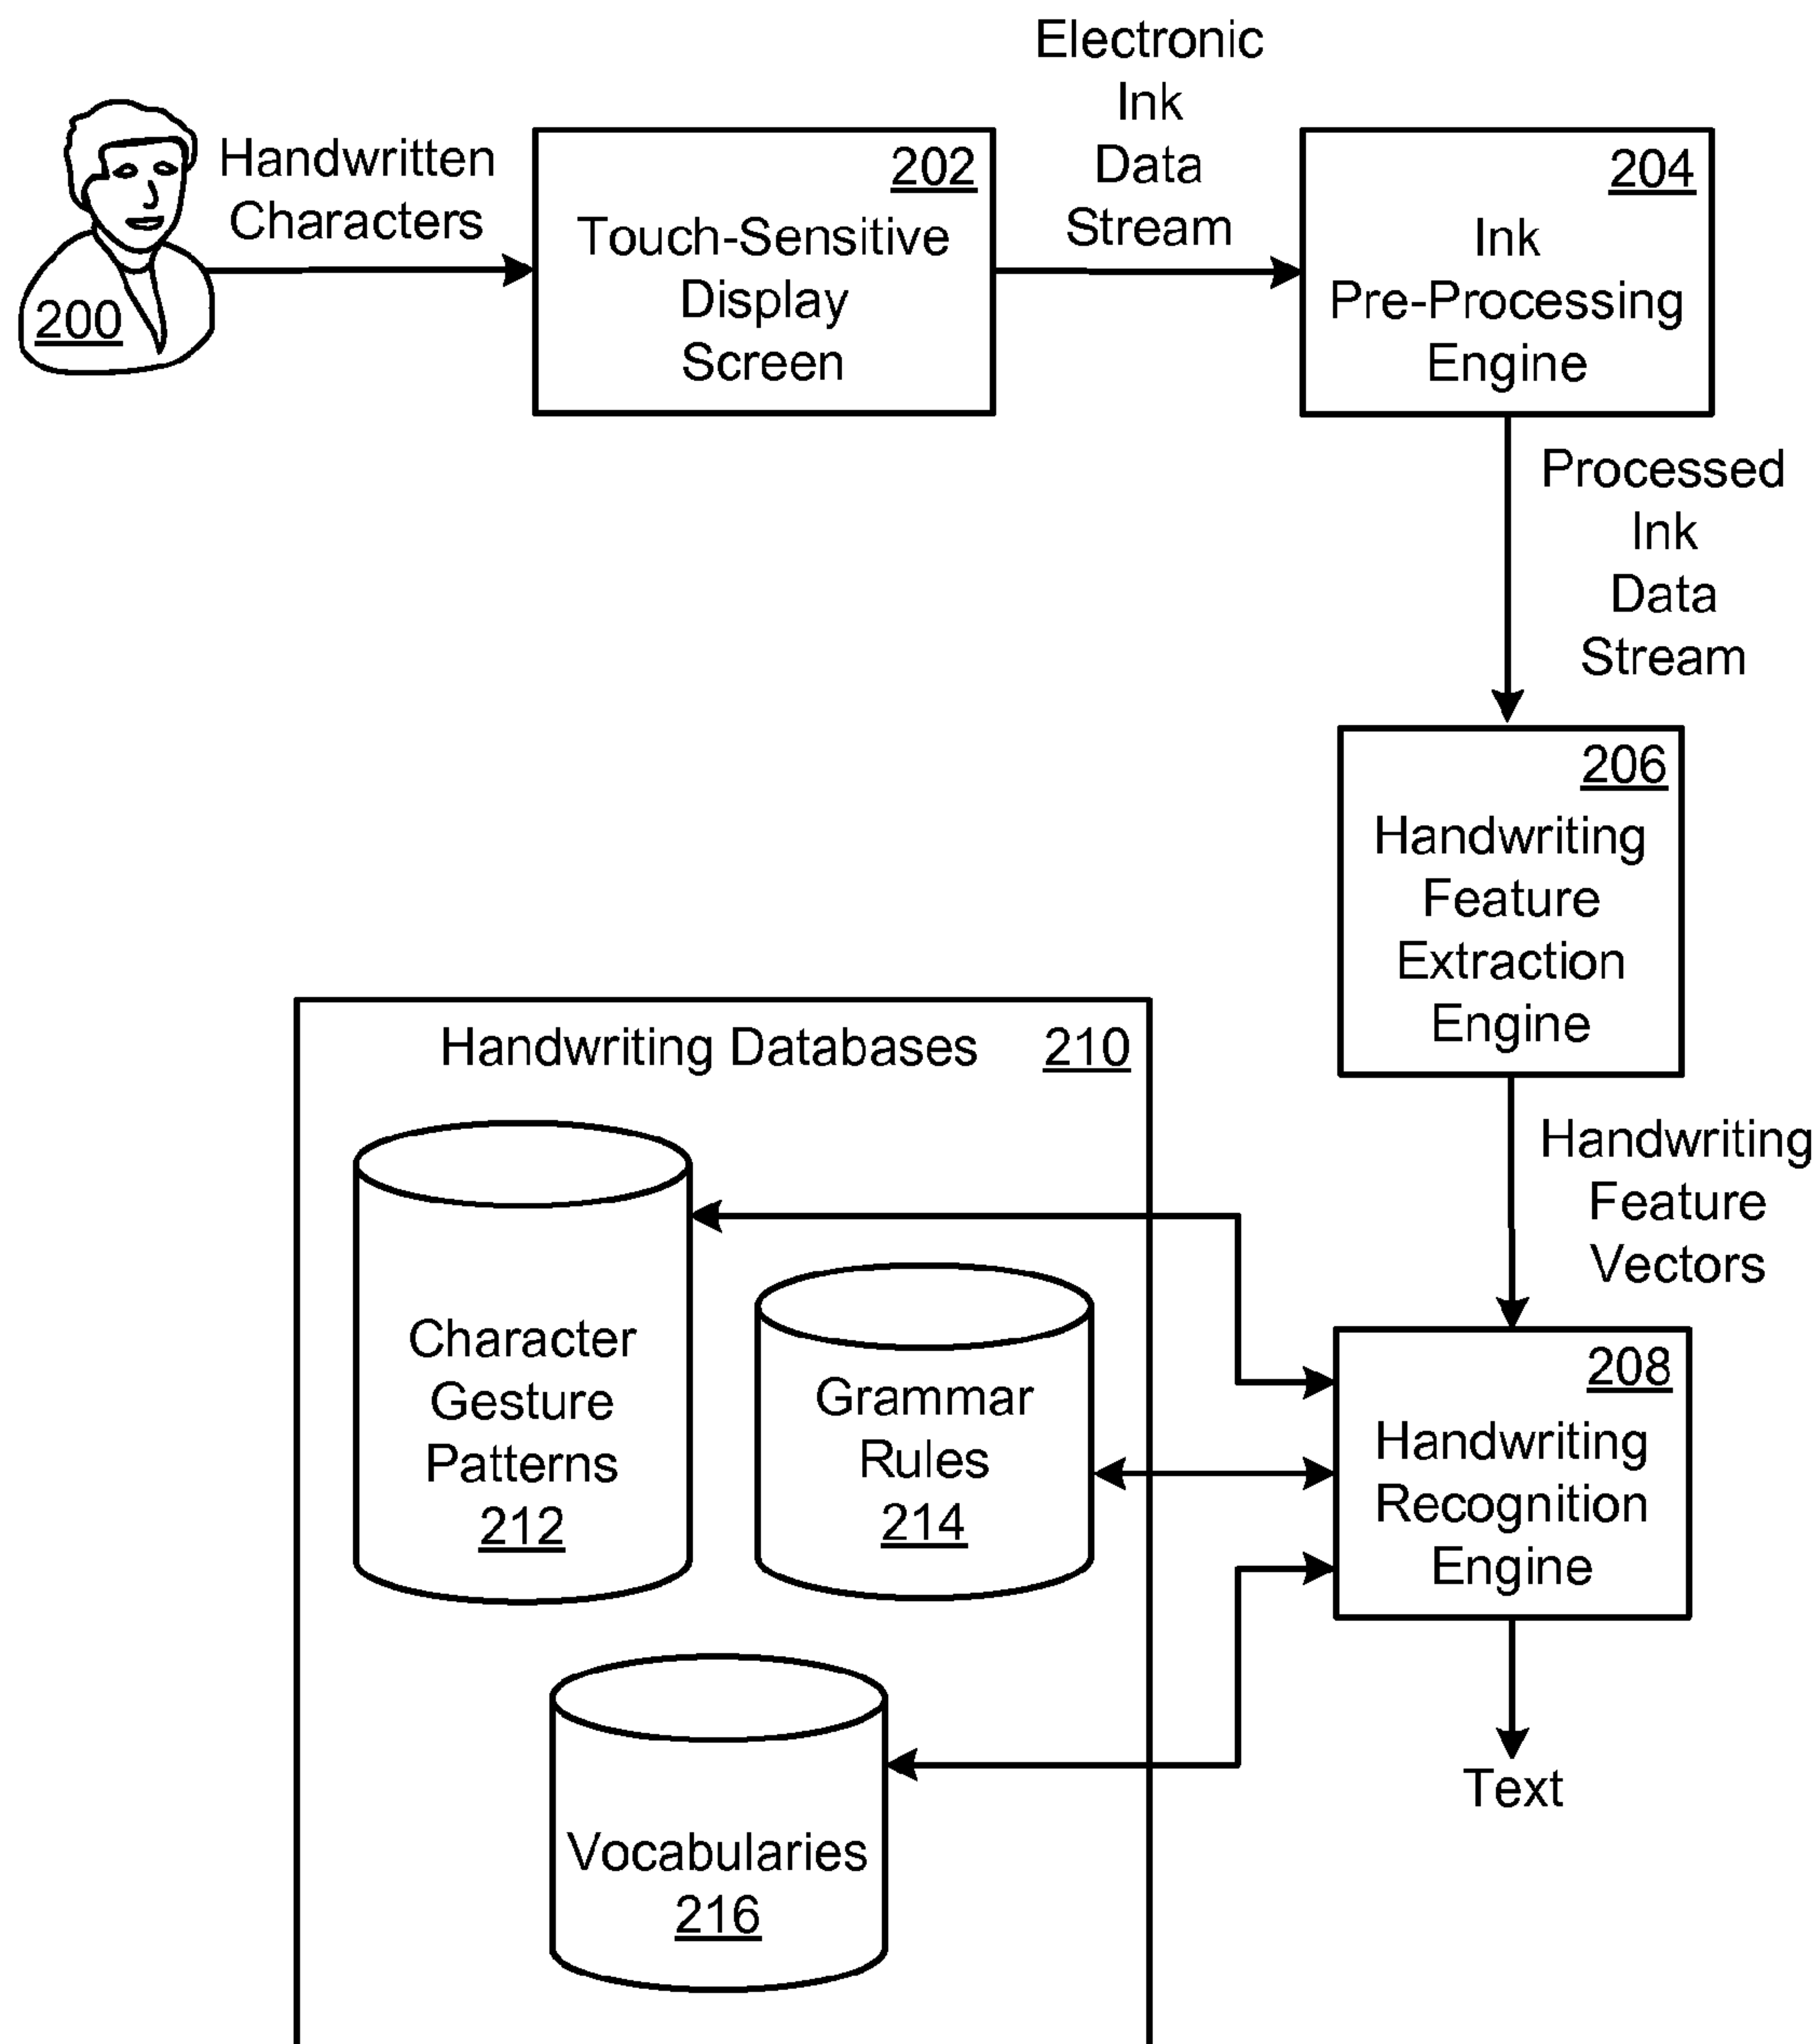 Handwritten
Characters
200
202
Touch-Sensitive
Display
Screen
Electronic
Ink
Data
Stream
204
Ink
Pre-Processing
Engine
Processed
Ink
Data
Stream
206
Handwriting
Feature
Extraction
Engine
Handwriting
Feature
Vectors
208
Handwriting
Recognition
Engine
Text
Handwriting Databases 210
Character
Gesture
Patterns
212
Grammar
Rules
214
Vocabularies
216